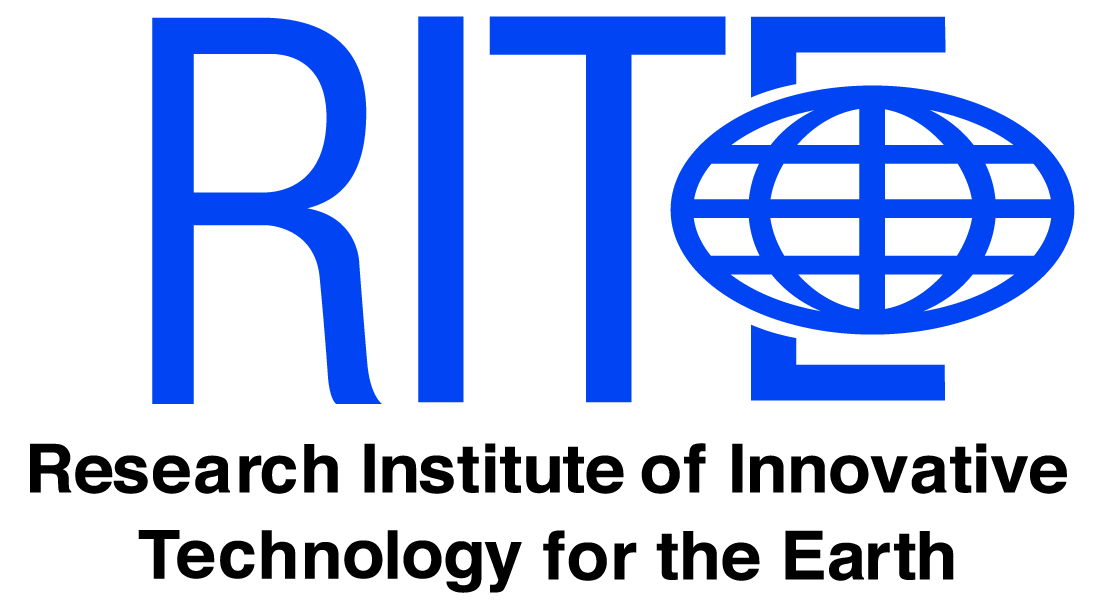 RITE
Research Institute of Innovative
Technology for the Earth